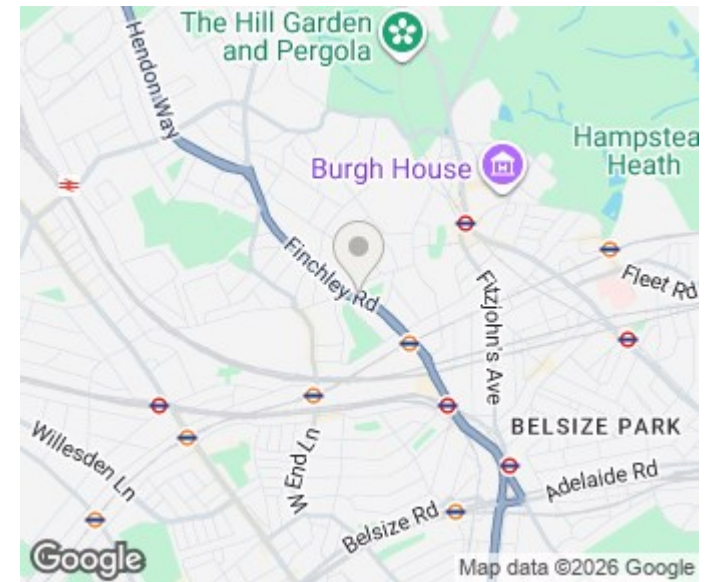 The Hill Garden
and Pergola
Hendon Way
Burgh House
Hampstea
Heath
Finchley Rd
Fitzjohn's Ave
Fleet Rd
BELSIZE PARK
Willesden Ln
W End Ln
Adelaide Rd
Belsize Rd
Google
Map data ©2026 Google